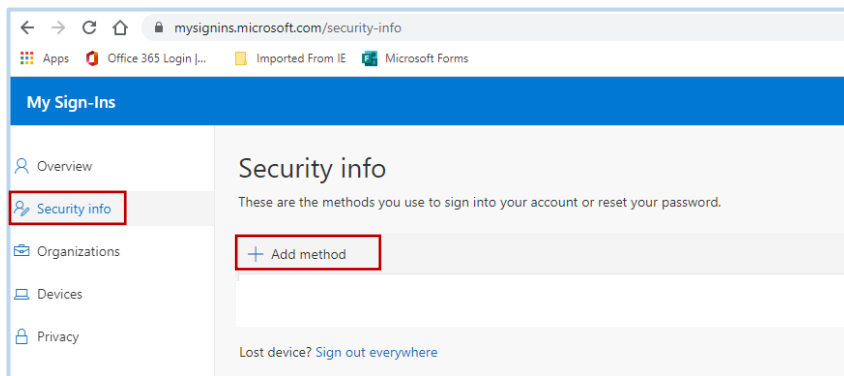 mysignins.microsoft.com/security-info
Apps Office 365 Login |... Imported From IE Microsoft Forms
My Sign-Ins
Overview
Security info
Organizations
Devices
Privacy
Security info
These are the methods you use to sign into your account or reset your password.
+ Add method
Lost device? Sign out everywhere